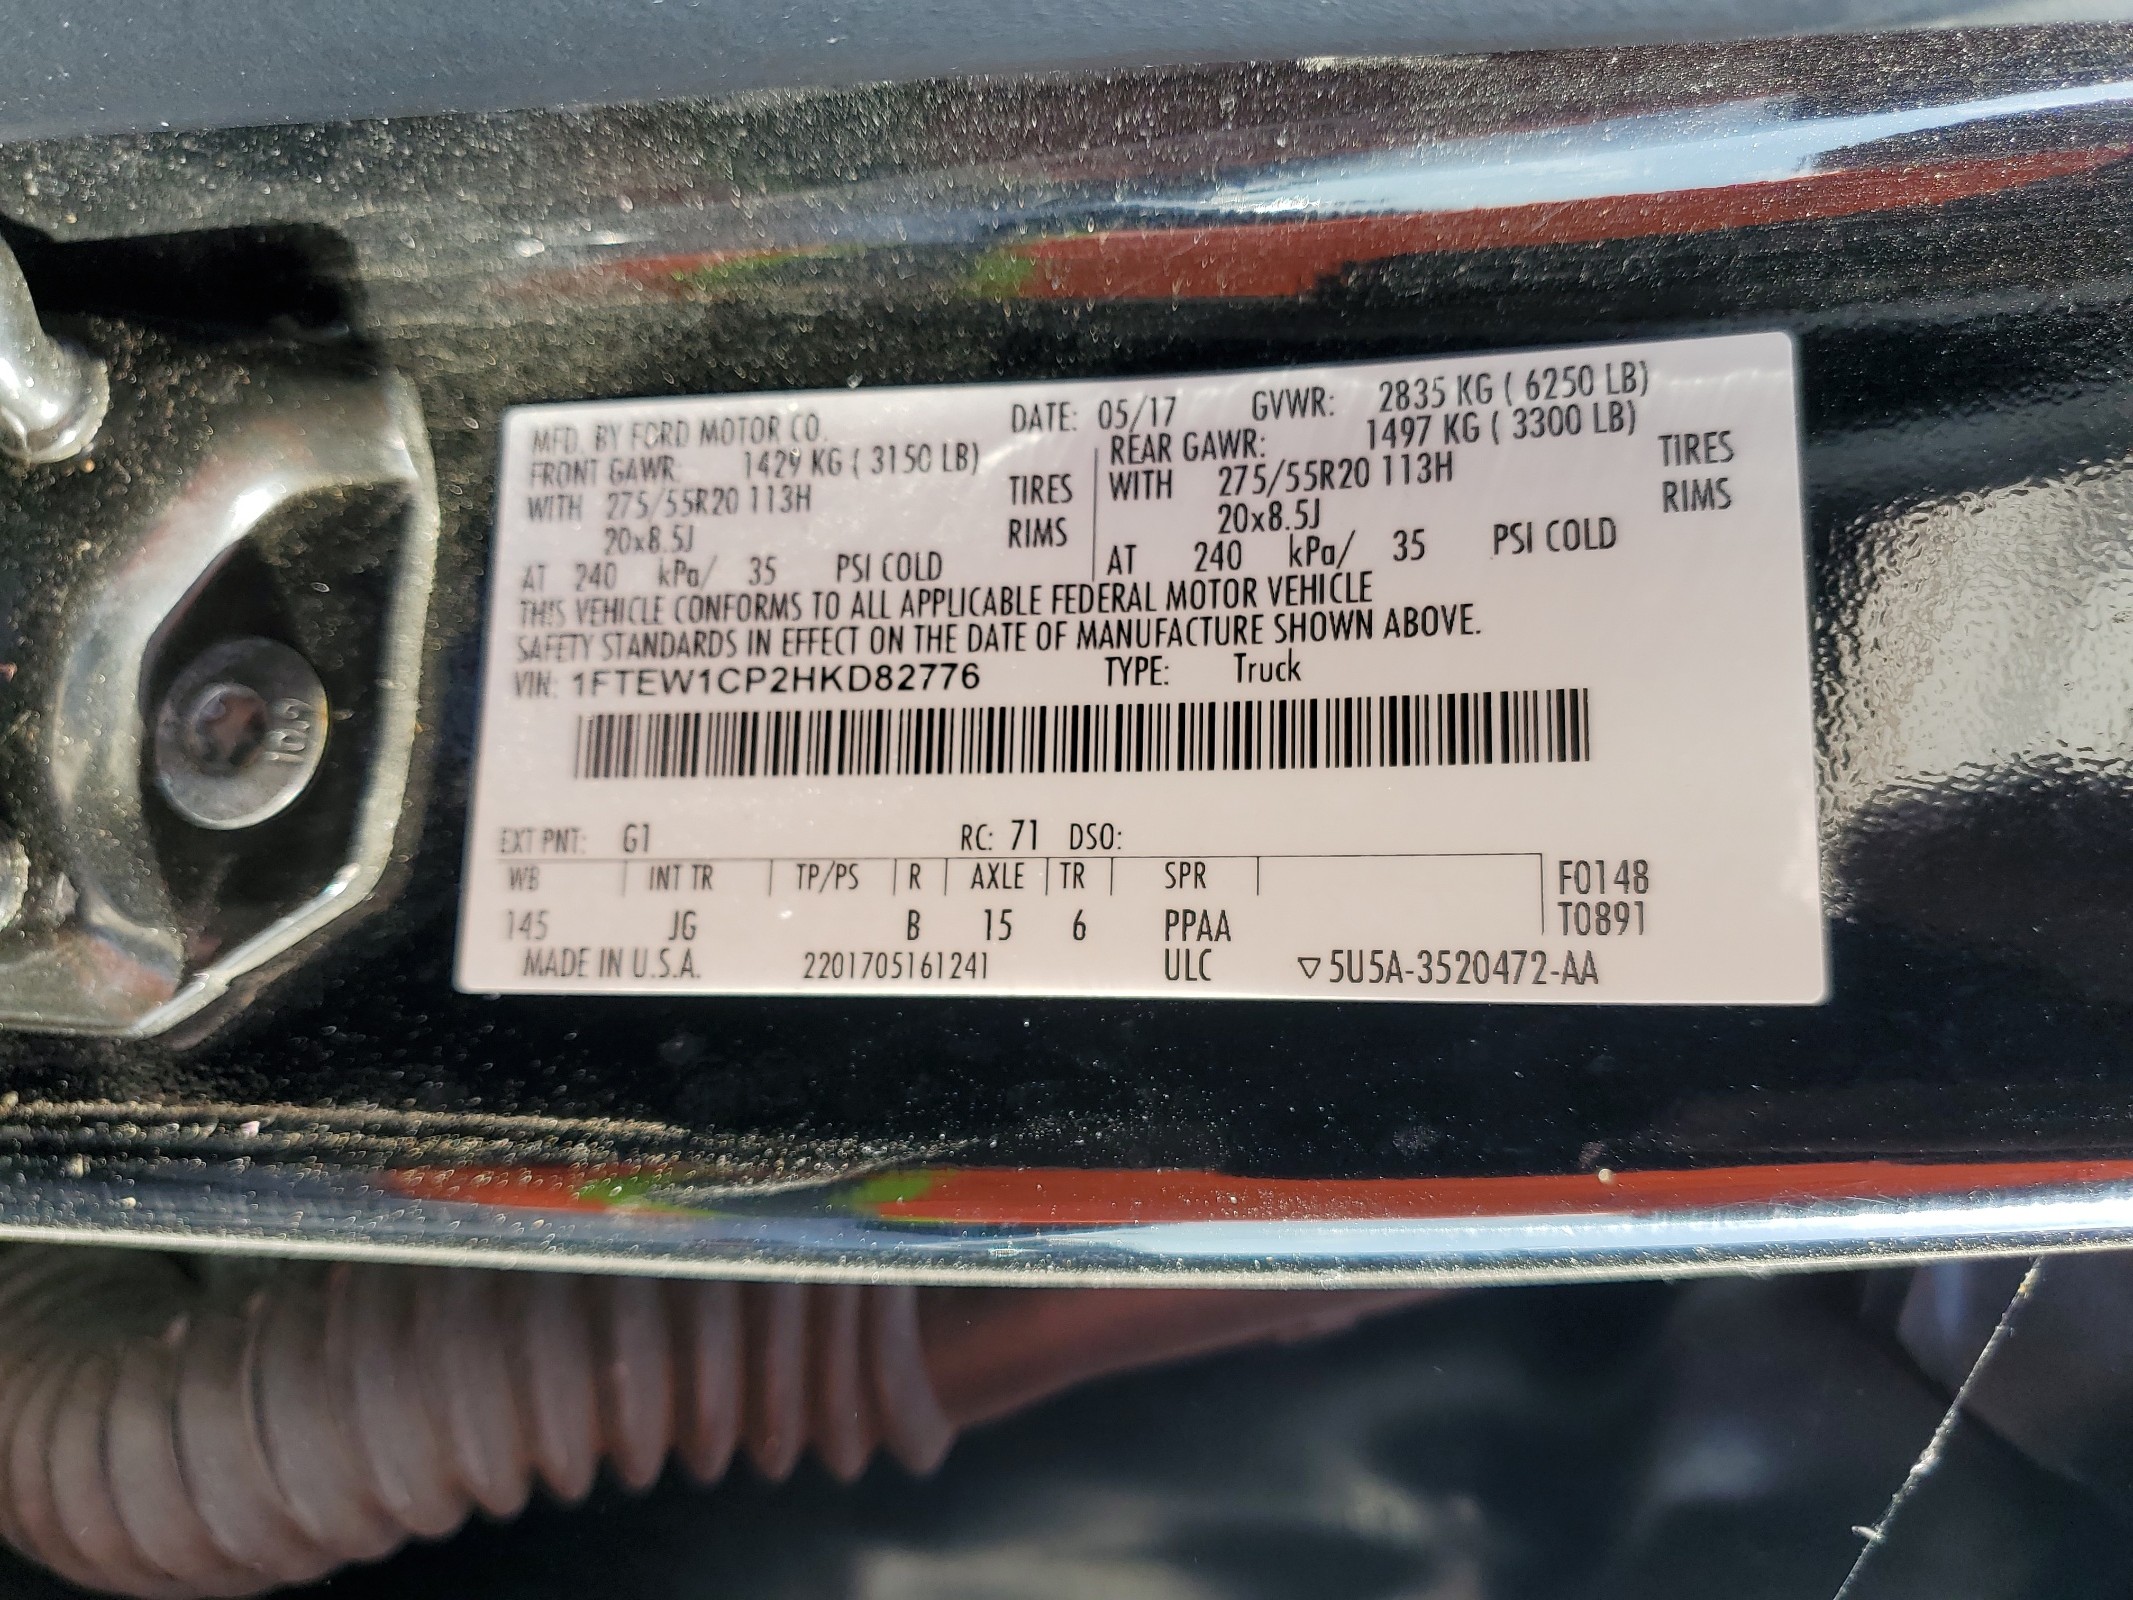 MFD. BY FORD MOTOR CO. DATE: 05/17 GVWR: 2835 KG ( 6250 LB)
FRONT GAWR: 1429 KG ( 3150 LB) REAR GAWR: 1497 KG ( 3300 LB)
WITH 275/55R20 113H TIRES WITH 275/55R20 113H TIRES
20x8.5J RIMS 20x8.5J RIMS
AT 240 kPa/ 35 PSI COLD AT 240 kPa/ 35 PSI COLD
THIS VEHICLE CONFORMS TO ALL APPLICABLE FEDERAL MOTOR VEHICLE
SAFETY STANDARDS IN EFFECT ON THE DATE OF MANUFACTURE SHOWN ABOVE.
VIN: 1FTEW1CP2HKD82776 TYPE: Truck
EXT PNT: G1 RC: 71 DSO:
WB INT TR TP/PS R AXLE TR SPR F0148
145 JG B 15 6 PPAA T0891
MADE IN U.S.A. 2201705161241 ULC ▽5U5A-3520472-AA